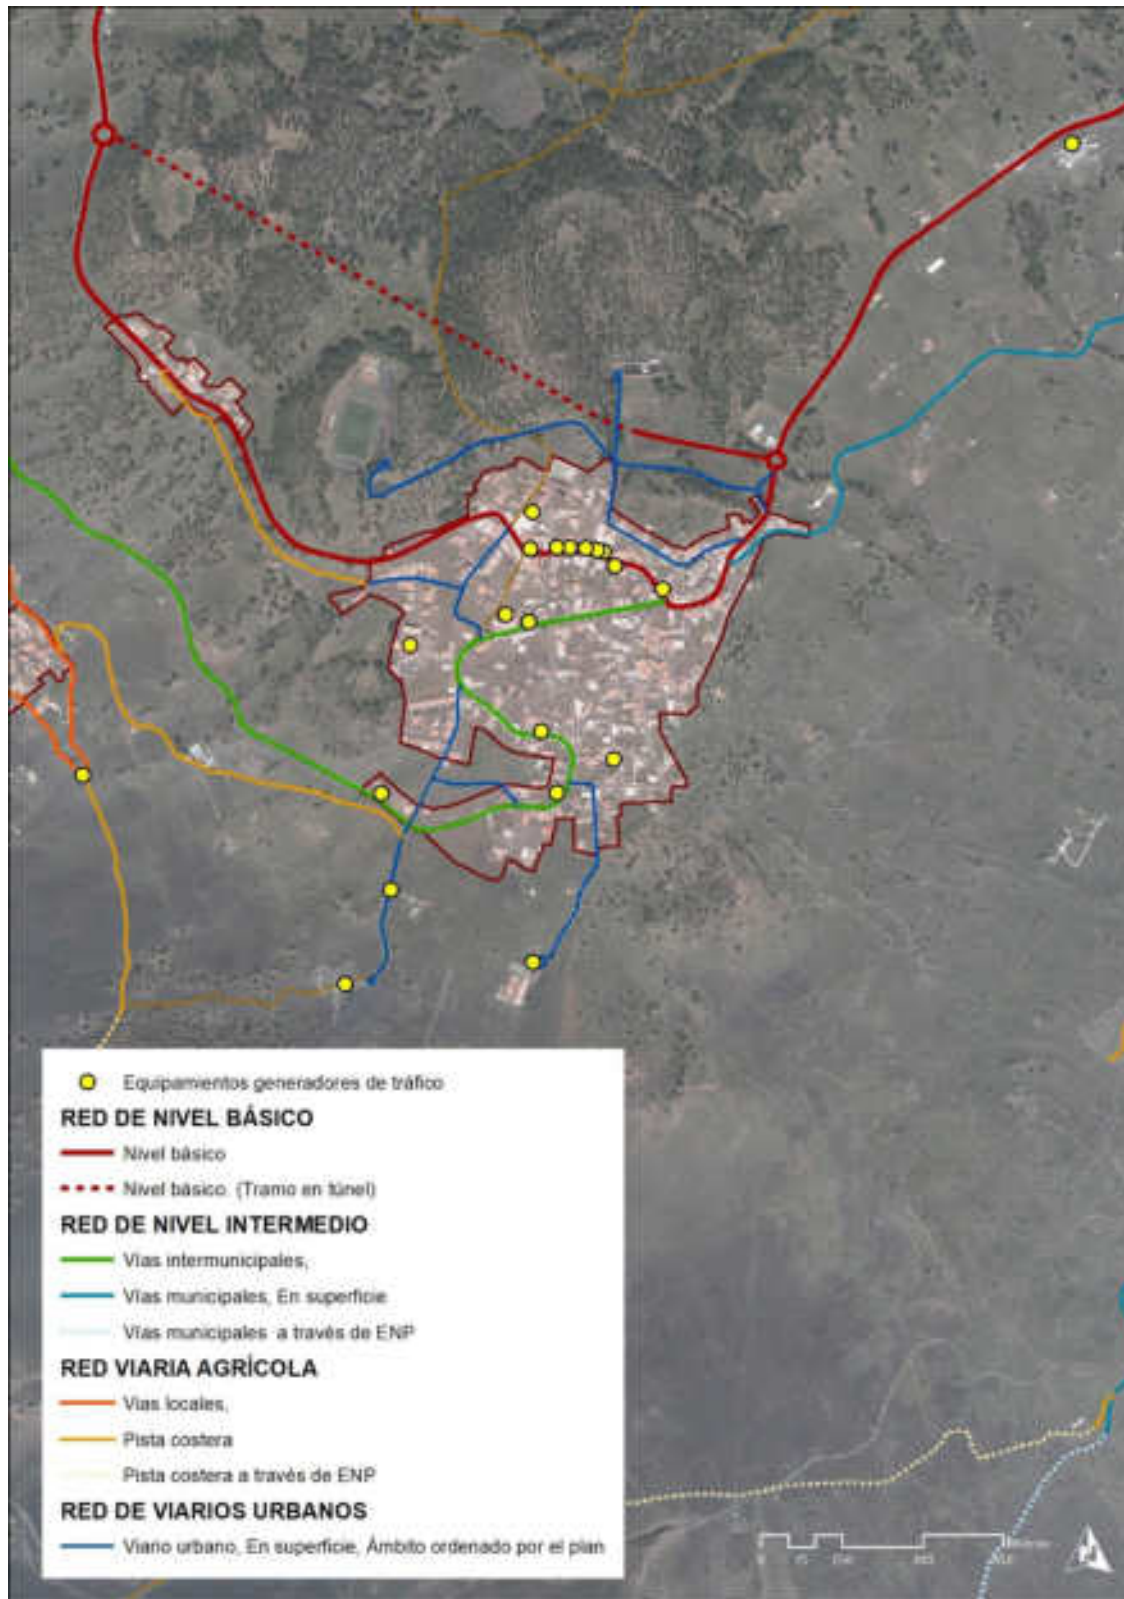 Equipamientos generadores de tráfico
RED DE NIVEL BÁSICO
Nivel básico
Nivel básico. (Tramo en túnel)
RED DE NIVEL INTERMEDIO
Vías intermunicipales,
Vías municipales, En superficie
Vías municipales a través de ENP
RED VIARIA AGRÍCOLA
Vias locales,
Pista costera
Pista costera a través de ENP
RED DE VIARIOS URBANOS
Viario urbano, En superficie, Ámbito ordenado por el plan